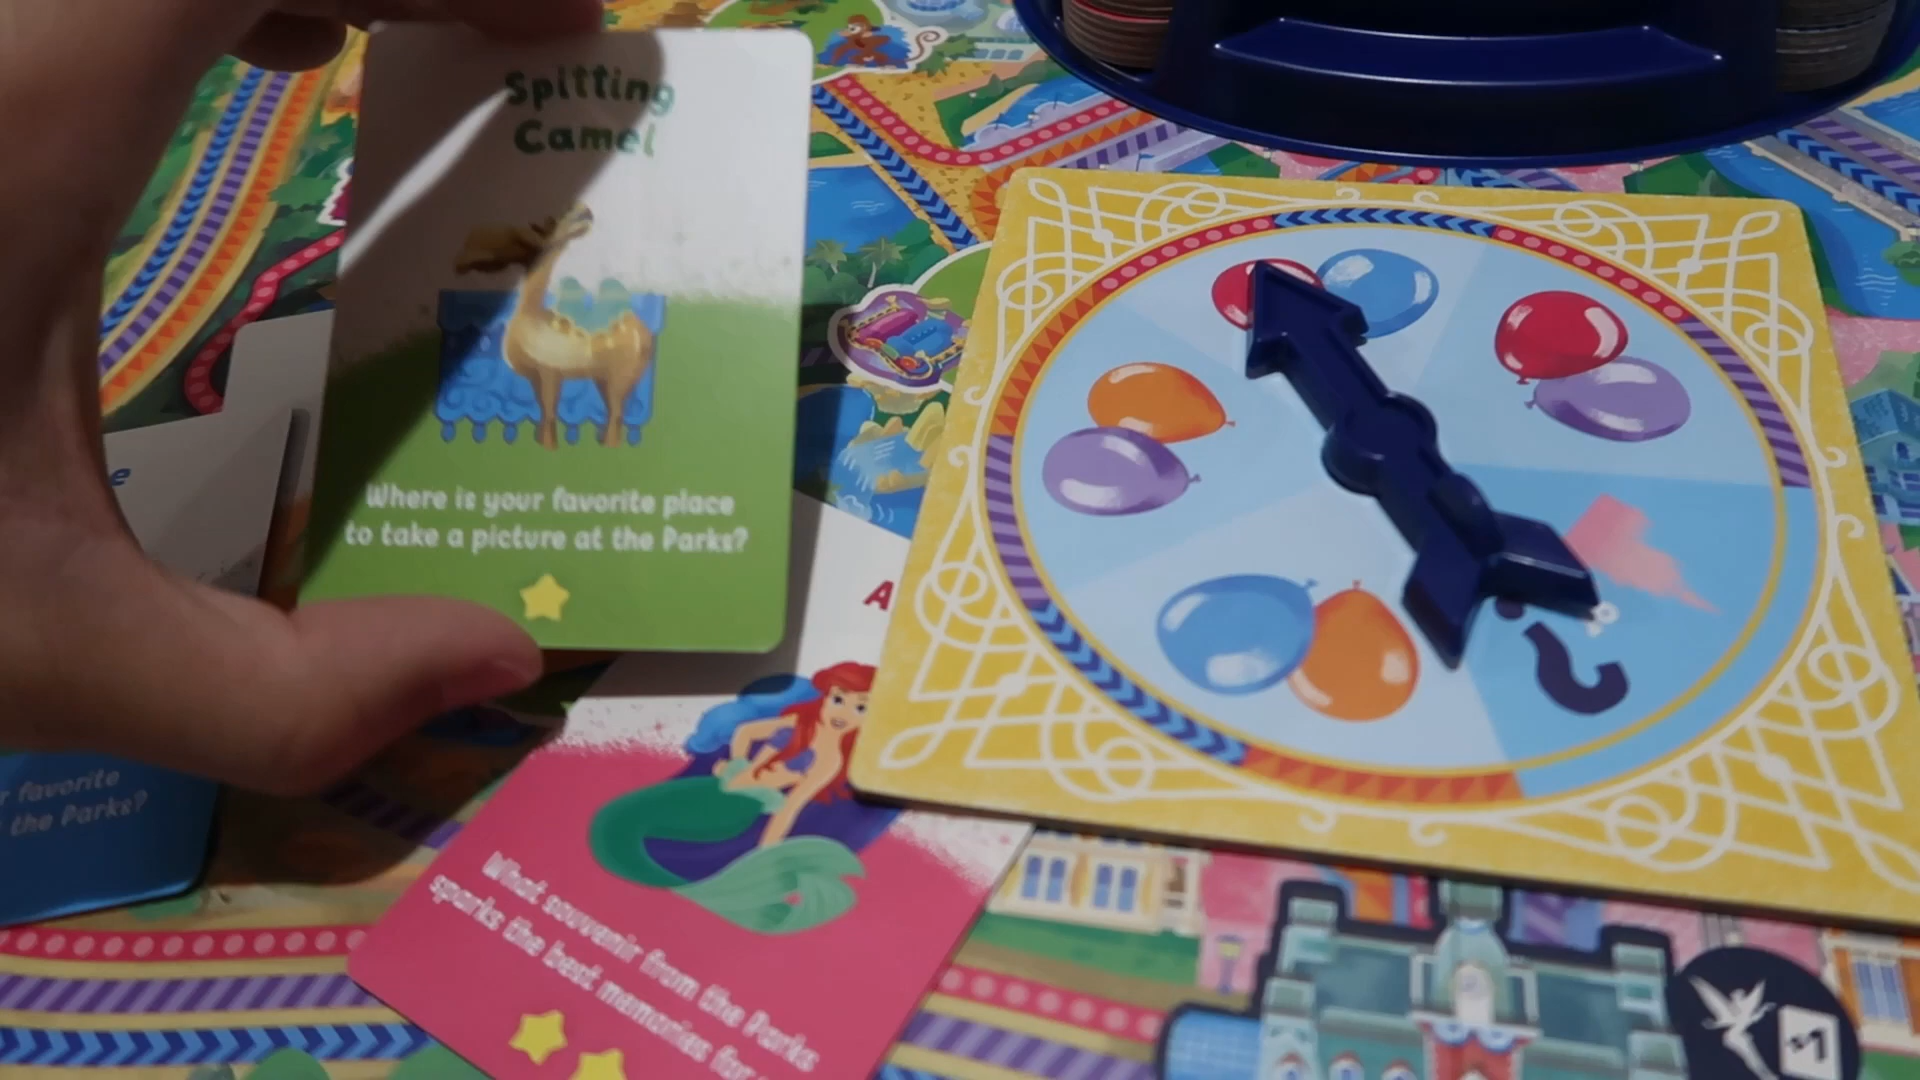 Spitting
Camel
Where is your favorite place
to take a picture at the Parks?
A
e
r favorite
the Parks?
What souvenir from the Parks
sparks the best memories for
?